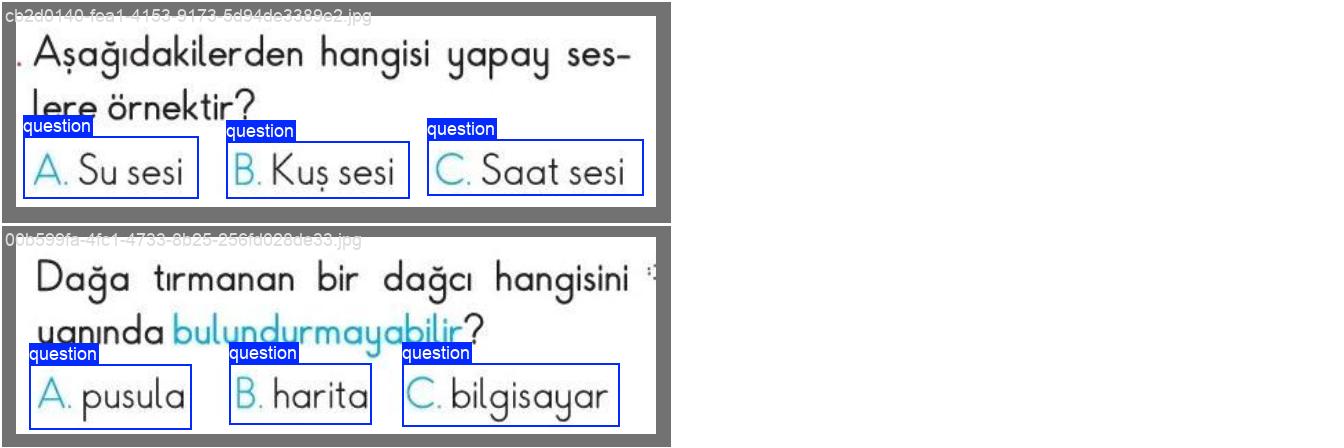 cb2d0140-fea1-4153-9173-5d94de3389e2.jpg
. Aşağıdakilerden hangisi yapay ses-
lere örnektir?
question question question
A. Su sesi B. Kuş sesi C. Saat sesi
00b599fa-4fc1-4733-8b25-256fd028de33.jpg
Dağa tırmanan bir dağcı hangisini
yanında bulundurmayabilir?
question question question
A. pusula B. harita C. bilgisayar